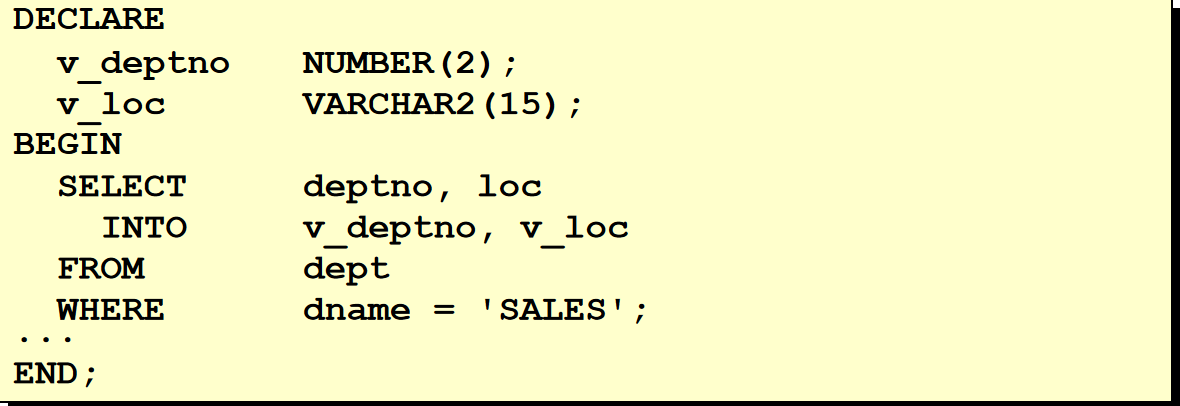 DECLARE
v_deptno NUMBER(2);
v_loc VARCHAR2(15);
BEGIN
SELECT deptno, loc
INTO v_deptno, v_loc
FROM dept
WHERE dname = 'SALES';
...
END;